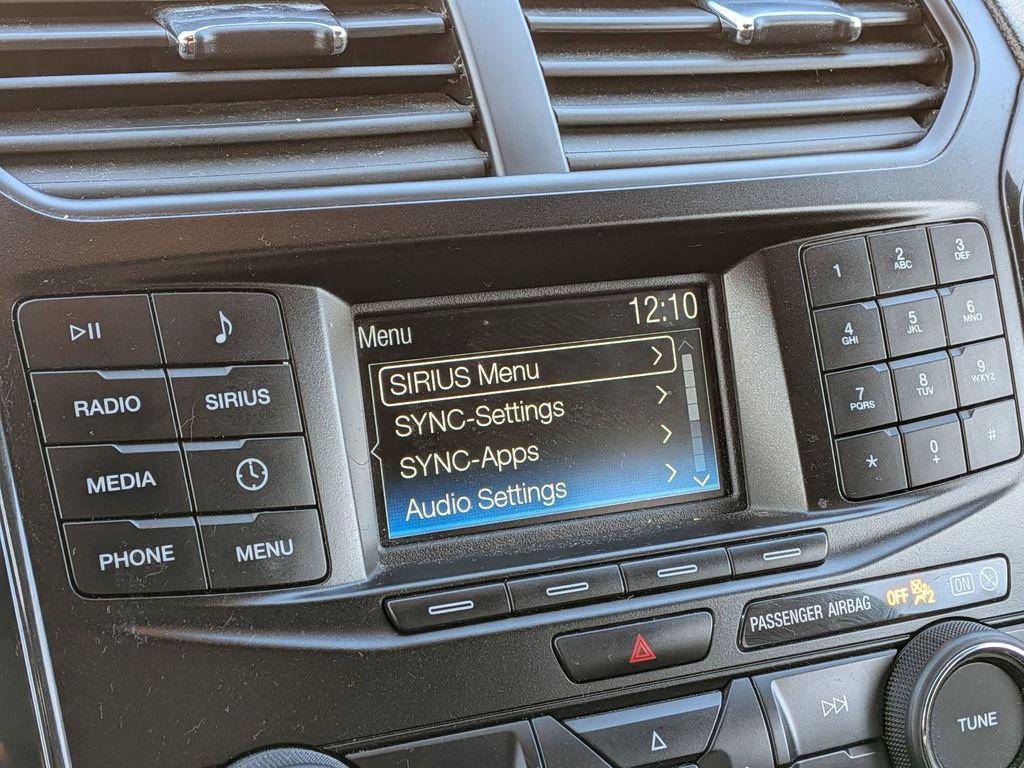 12:10
Menu
SIRIUS Menu
SYNC-Settings
SYNC-Apps
Audio Settings
RADIO
SIRIUS
MEDIA
PHONE
MENU
1
2
ABC
3
DEF
4
GHI
5
JKL
6
MNO
7
PQRS
8
TUV
9
WXYZ
*
0
+
#
PASSENGER AIRBAG OFF 2 ON
TUNE